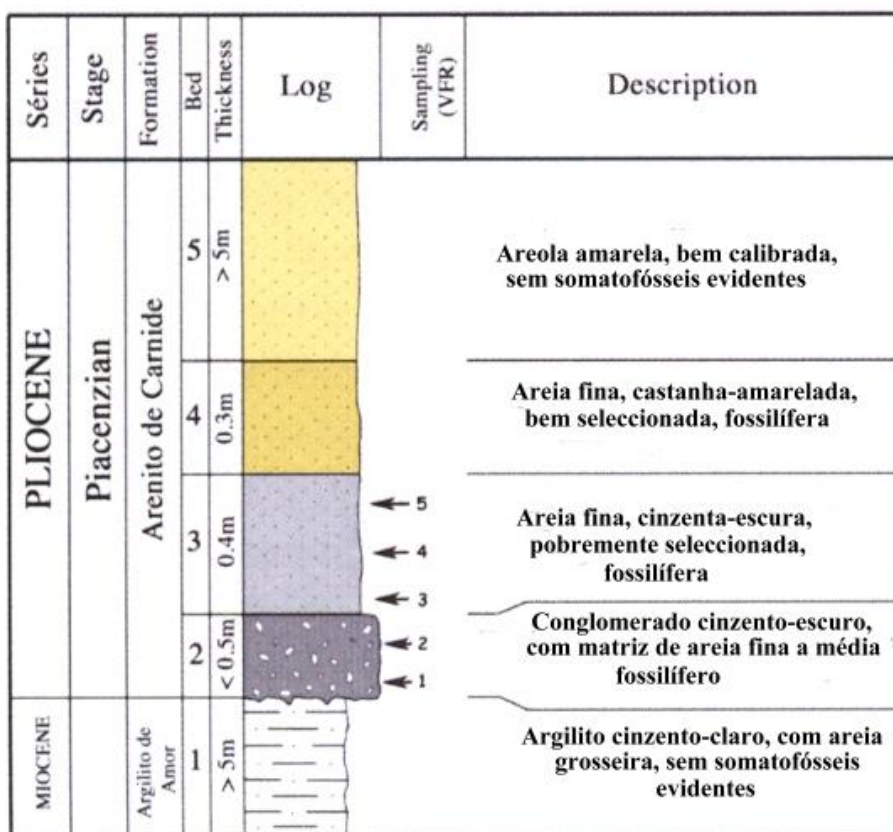 Séries
Stage
Formation
Bed
Thickness
Log
Sampling
(VFR)
Description
PLIOCENE
Piacenzian
Arenito de Carnide
5
> 5m
Areola amarela, bem calibrada,
sem somatofósseis evidentes
4
0.3m
Areia fina, castanha-amarelada,
bem seleccionada, fossilífera
3
0.4m
5
4
3
Areia fina, cinzenta-escura,
pobremente seleccionada,
fossilífera
2
< 0.5m
2
1
Conglomerado cinzento-escuro,
com matriz de areia fina a média
fossilífero
MIOCENE
Argilito de
Amor
1
> 5m
Argilito cinzento-claro, com areia
grosseira, sem somatofósseis
evidentes